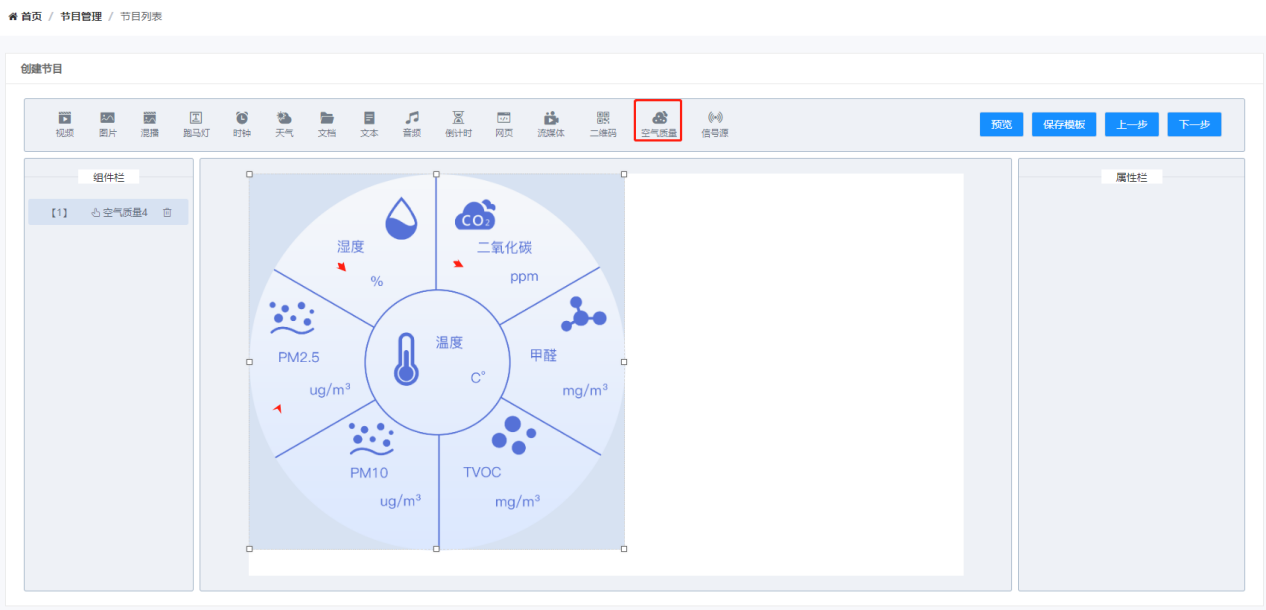 首页 / 节目管理 / 节目列表
创建节目
视频 图片 混播 跑马灯 时钟 天气 文档 文本 音频 倒计时 网页 流媒体 二维码 空气质量 信号源
预览 保存模板 上一步 下一步
组件栏
属性栏
【1】 空气质量4
湿度
%
CO2
二氧化碳
ppm
PM2.5
ug/m³
温度
C°
甲醛
mg/m³
PM10
ug/m³
TVOC
mg/m³